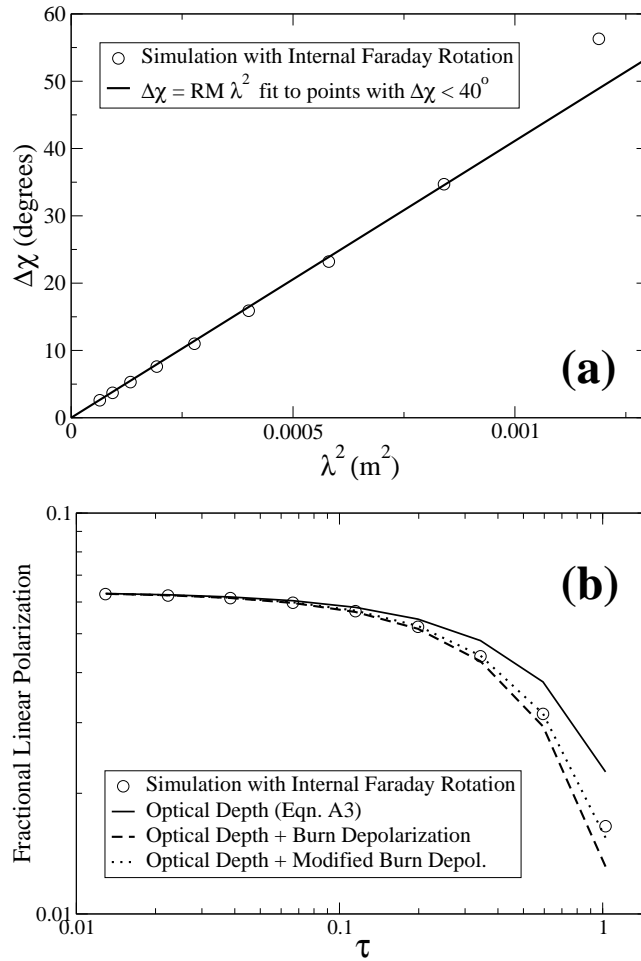 60
50
40
30
20
10
0
Δχ (degrees)
Simulation with Internal Faraday Rotation
Δχ = RM λ² fit to points with Δχ < 40°
(a)
0
0.0005
0.001
λ² (m²)
0.1
0.01
Fractional Linear Polarization
(b)
Simulation with Internal Faraday Rotation
Optical Depth (Eqn. A3)
Optical Depth + Burn Depolarization
Optical Depth + Modified Burn Depol.
0.01
0.1
1
τ